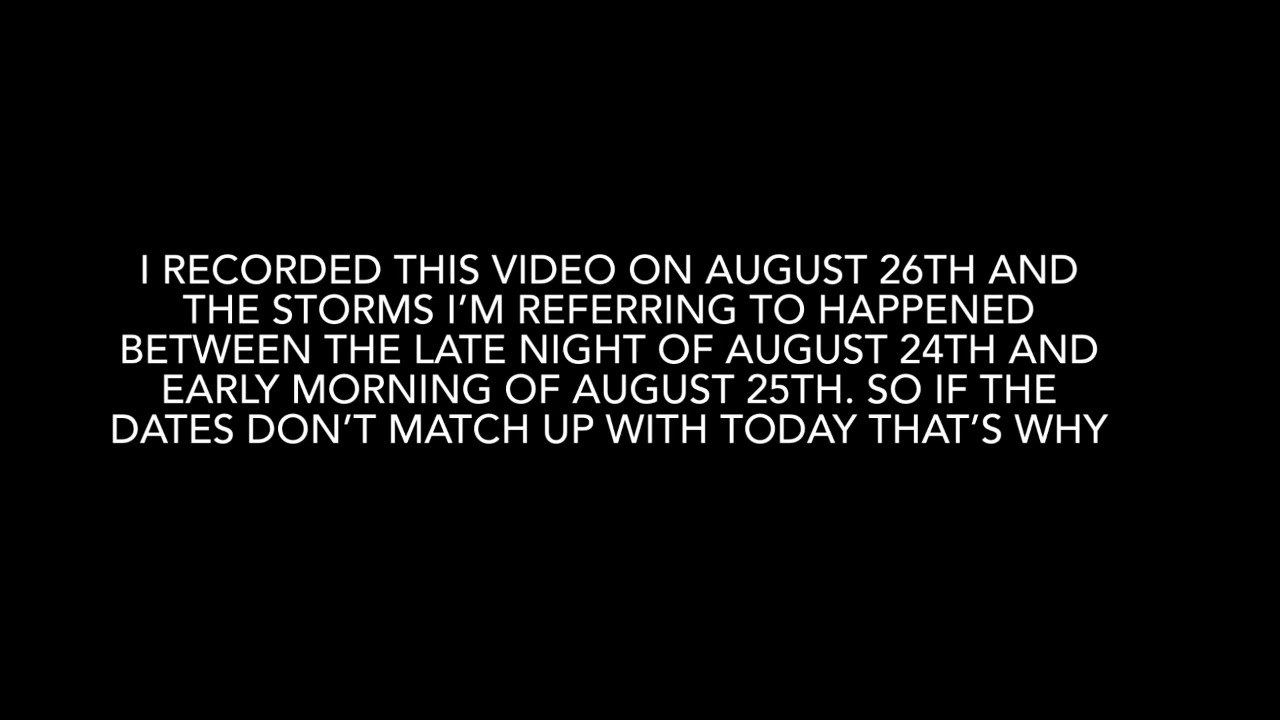 I RECORDED THIS VIDEO ON AUGUST 26TH AND
THE STORMS I’M REFERRING TO HAPPENED
BETWEEN THE LATE NIGHT OF AUGUST 24TH AND
EARLY MORNING OF AUGUST 25TH. SO IF THE
DATES DON’T MATCH UP WITH TODAY THAT’S WHY